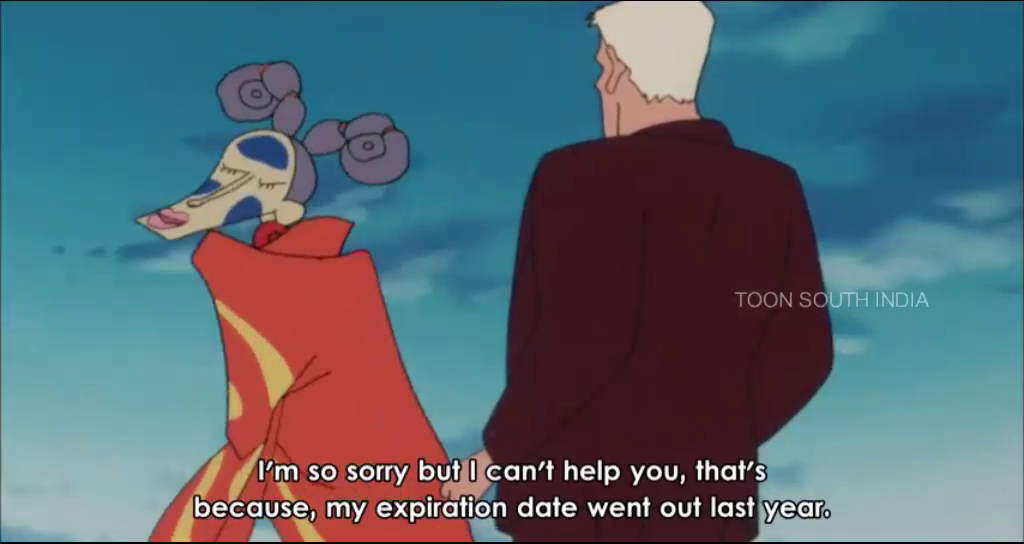 TOON SOUTH INDIA
I'm so sorry but I can't help you, that's
because, my expiration date went out last year.